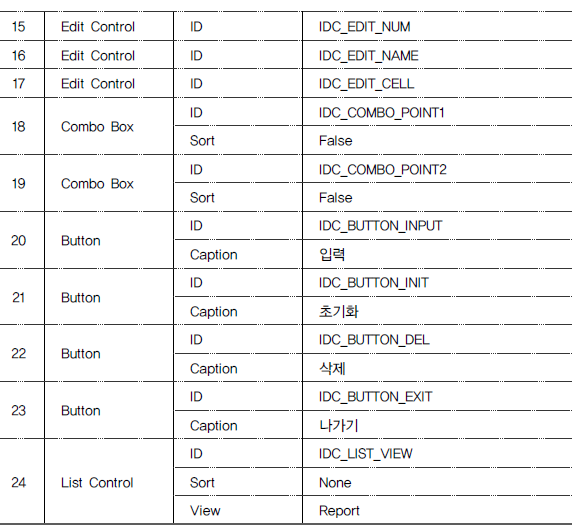 15 Edit Control ID IDC_EDIT_NUM
16 Edit Control ID IDC_EDIT_NAME
17 Edit Control ID IDC_EDIT_CELL
18 Combo Box ID IDC_COMBO_POINT1
Sort False
19 Combo Box ID IDC_COMBO_POINT2
Sort False
20 Button ID IDC_BUTTON_INPUT
Caption 입력
21 Button ID IDC_BUTTON_INIT
Caption 초기화
22 Button ID IDC_BUTTON_DEL
Caption 삭제
23 Button ID IDC_BUTTON_EXIT
Caption 나가기
24 List Control ID IDC_LIST_VIEW
Sort None
View Report